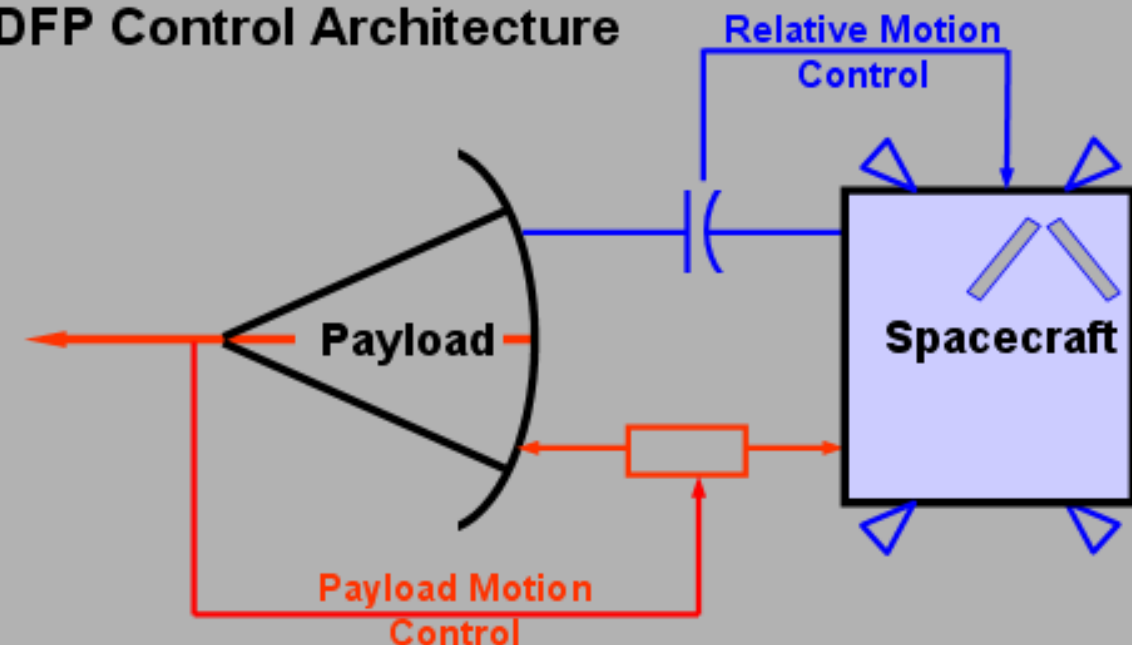 DFP Control Architecture
Relative Motion
Control
Payload
Spacecraft
Payload Motion
Control